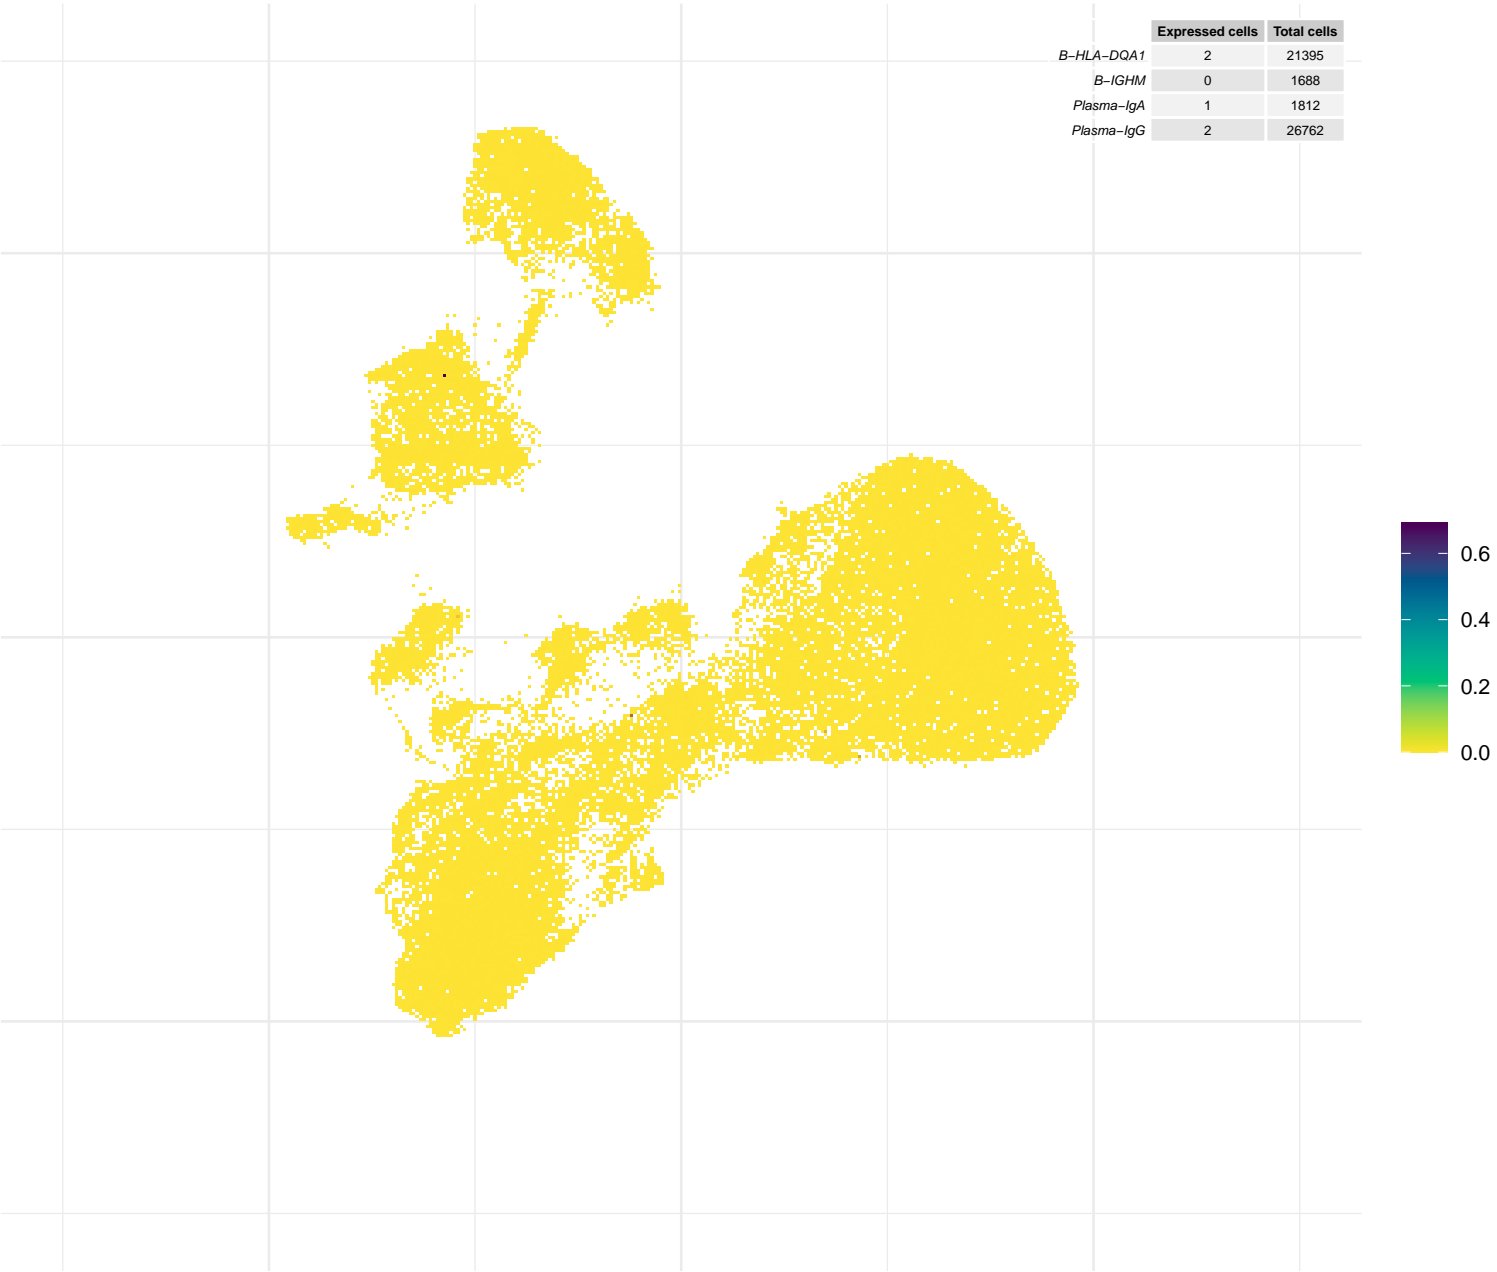 Expressed cells Total cells
B−HLA−DQA1 2 21395
B−IGHM 0 1688
Plasma−IgA 1 1812
Plasma−IgG 2 26762
0.6
0.4
0.2
0.0